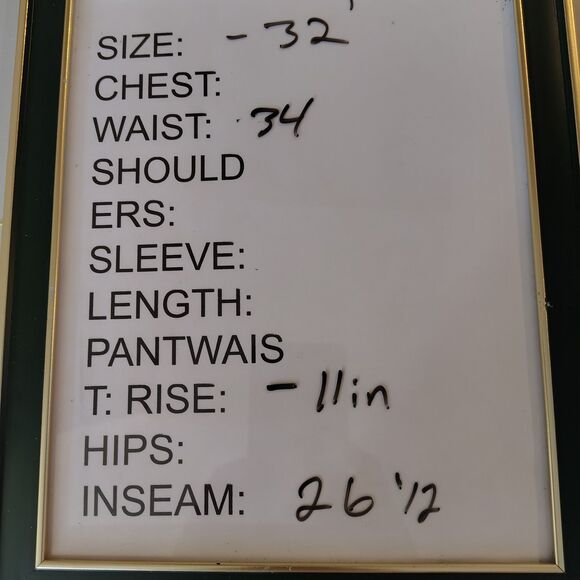 SIZE: - 32
CHEST:
WAIST: 34
SHOULD
ERS:
SLEEVE:
LENGTH:
PANTWAIS
T: RISE: - 11in
HIPS:
INSEAM: 26 1/2